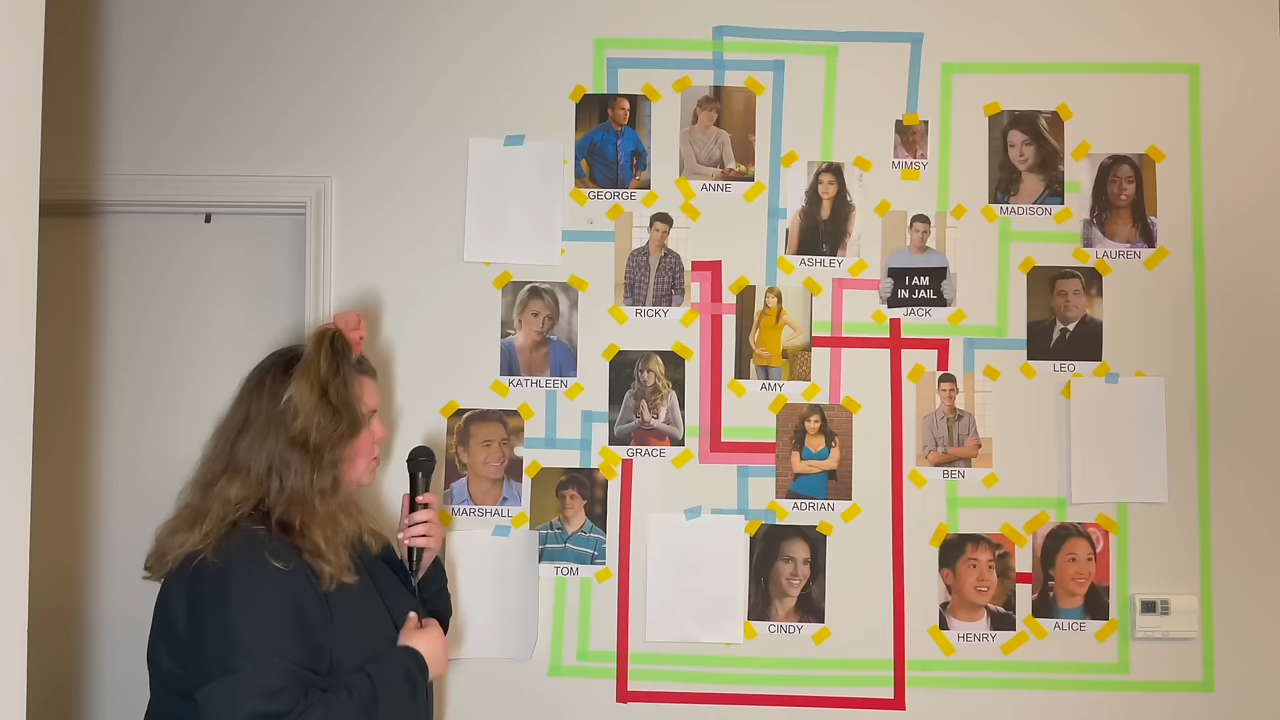 GEORGE
ANNE
MIMSY
MADISON
LAUREN
ASHLEY
RICKY
I AM
IN JAIL
JACK
LEO
KATHLEEN
AMY
GRACE
BEN
MARSHALL
ADRIAN
TOM
CINDY
HENRY
ALICE